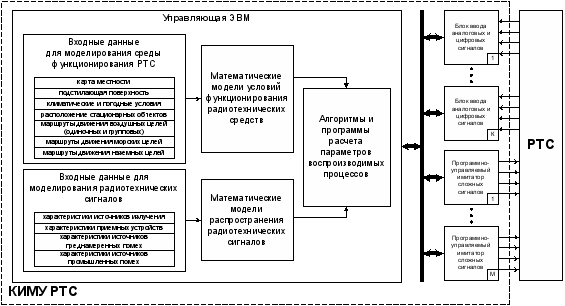 Управляющая ЭВМ
Входные данные
для моделирования среды
функционирования РТС
карта местности
подстилающая поверхность
климатические и погодные условия
расположение стационарных объектов
маршруты движения воздушных целей
(одиночных и групповых)
маршруты движения морских целей
маршруты движения наземных целей
Математические
модели условий
функционирования
радиотехнических
средств
Алгоритмы и
программы
расчета
параметров
воспроизводимых
процессов
Входные данные для
моделирования радиотехнических
сигналов
характеристики источников излучения
характеристики приемных устройств
характеристики источников
преднамеренных помех
характеристики источников
промышленных помех
Математические
модели
распространения
радиотехнических
сигналов
Блок ввода
аналоговых и
цифровых
сигналов
1
Блок ввода
аналоговых и
цифровых
сигналов
К
Программно-
управляемый
имитатор
сложных
сигналов
1
Программно-
управляемый
имитатор
сложных
сигналов
М
РТС
КИМУ РТС